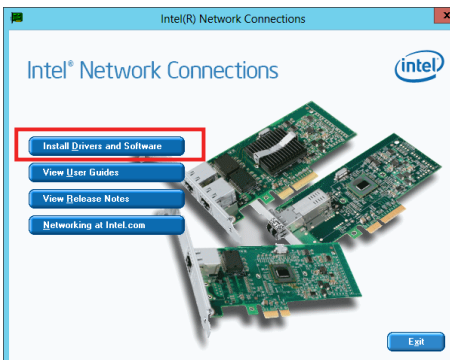 Intel(R) Network Connections
x
Intel® Network Connections
intel
Install Drivers and Software
View User Guides
View Release Notes
Networking at Intel.com
Exit